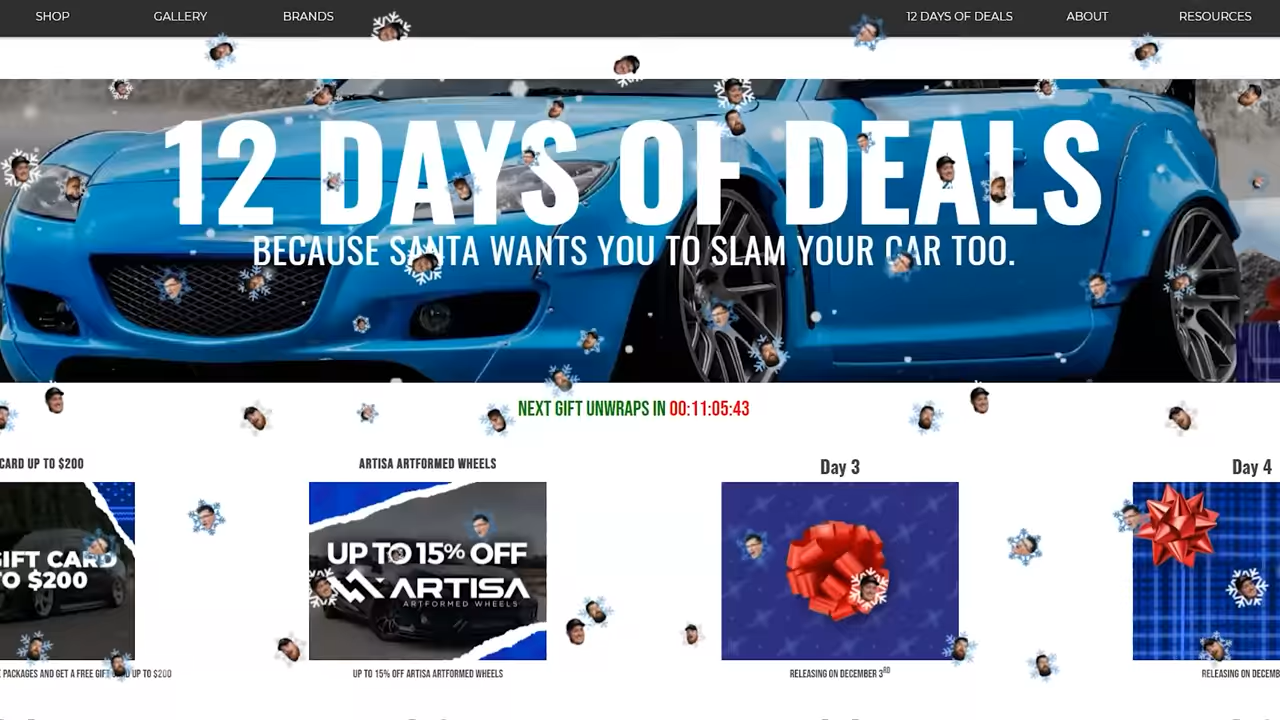 SHOP GALLERY BRANDS 12 DAYS OF DEALS ABOUT RESOURCES
12 DAYS OF DEALS
BECAUSE SANTA WANTS YOU TO SLAM YOUR CAR TOO.
NEXT GIFT UNWRAPS IN 00:11:05:43
CARD UP TO $200
GIFT CARD
TO $200
PACKAGES AND GET A FREE GIFT CARD UP TO $200
ARTISA ARTFORMED WHEELS
UP TO 15% OFF
ARTISA
ARTFORMED WHEELS
UP TO 15% OFF ARTISA ARTFORMED WHEELS
Day 3
RELEASING ON DECEMBER 3RD
Day 4
RELEASING ON DECEMB